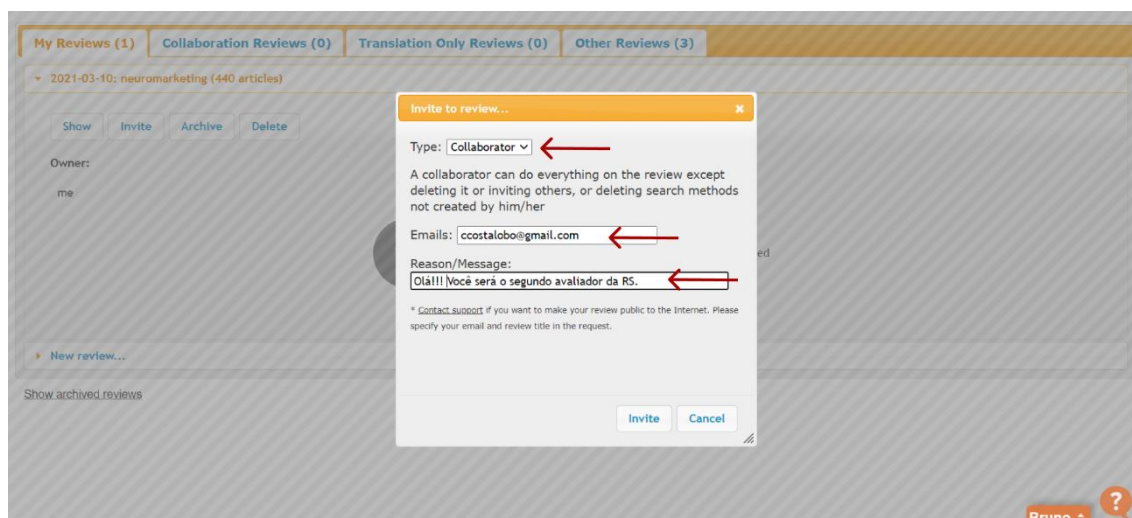 My Reviews (1) Collaboration Reviews (0) Translation Only Reviews (0) Other Reviews (3)
2021-03-10: neuromarketing (440 articles)
Show Invite Archive Delete
Owner:
me
ed
Invite to review...
Type: Collaborator
A collaborator can do everything on the review except
deleting it or inviting others, or deleting search methods
not created by him/her
Emails: ccostalobo@gmail.com
Reason/Message:
Olá!!! Você será o segundo avaliador da RS.
* Contact support if you want to make your review public to the Internet. Please
specify your email and review title in the request.
Invite Cancel
New review...
Show archived reviews
Bruno
?